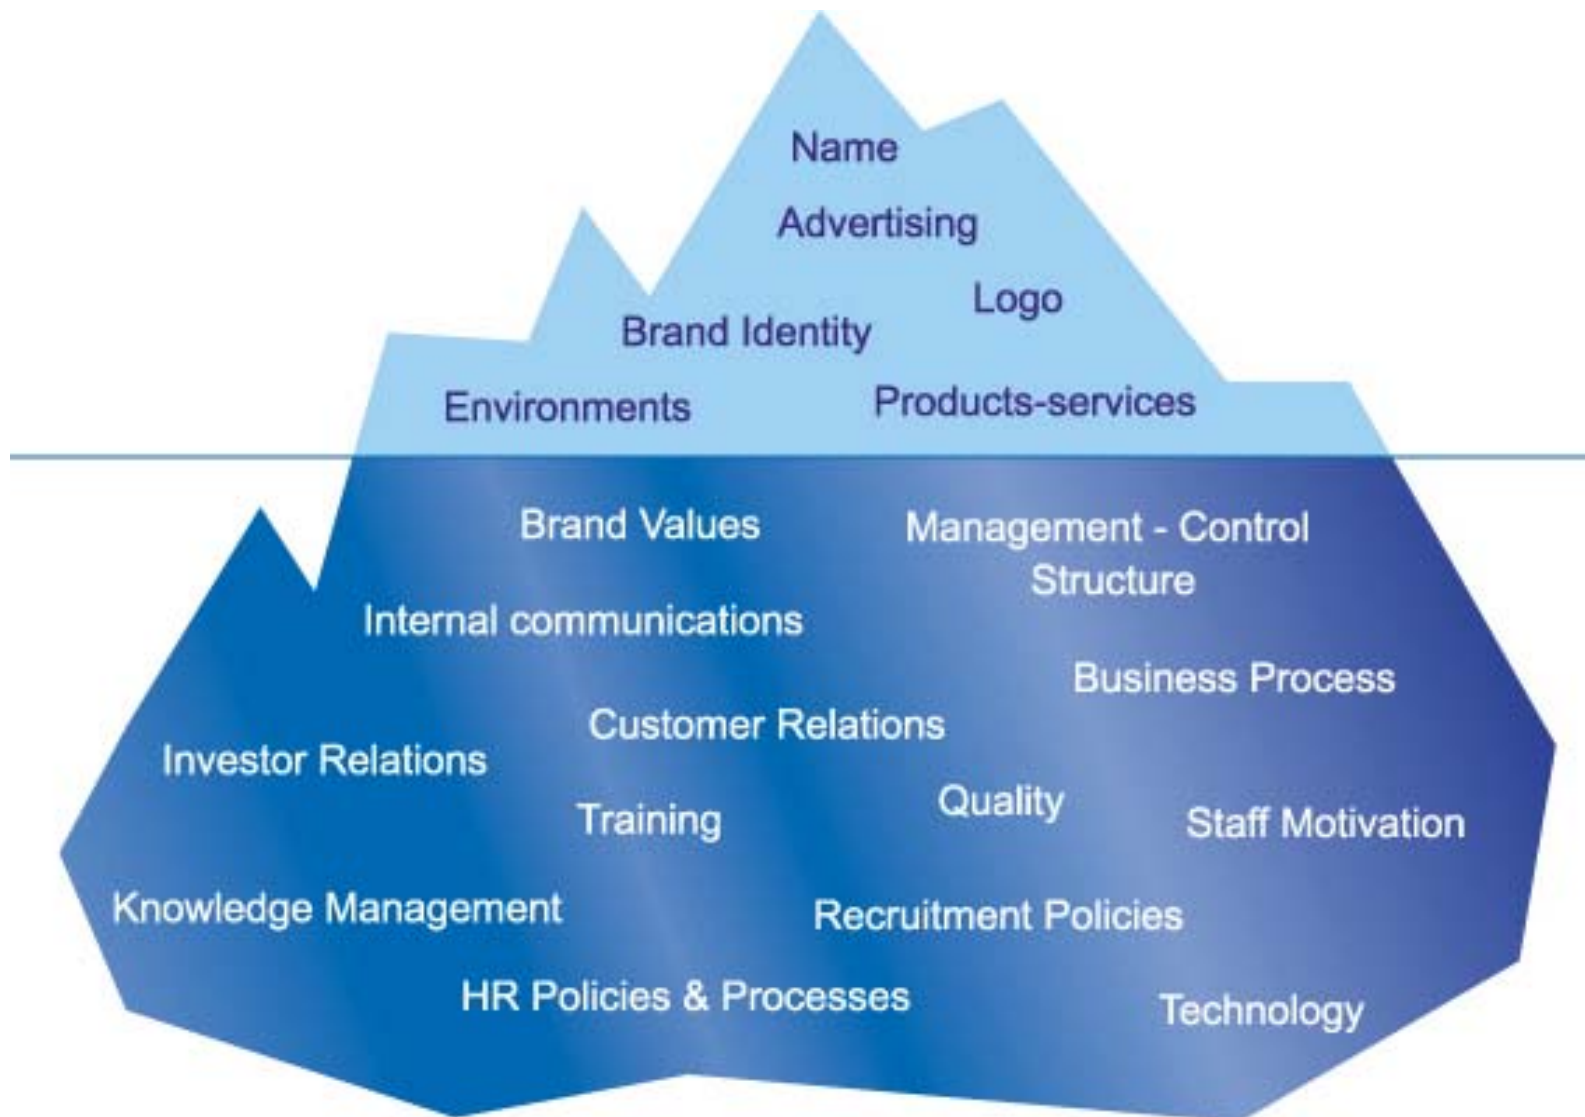 Name
Advertising
Logo
Brand Identity
Environments
Products-services
Brand Values
Management - Control
Structure
Internal communications
Business Process
Customer Relations
Investor Relations
Quality
Training
Staff Motivation
Knowledge Management
Recruitment Policies
HR Policies & Processes
Technology